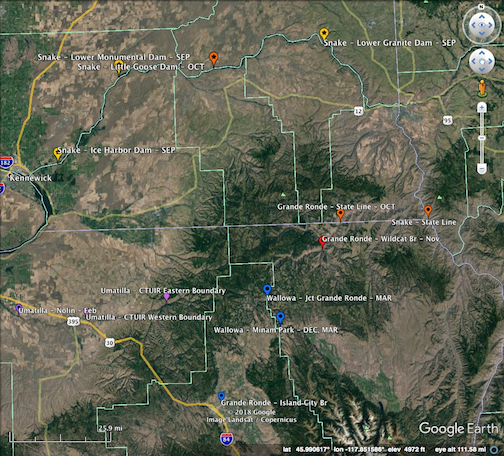 N
Snake - Lower Granite Dam - SEP
Snake - Lower Monumental Dam - SEP
Snake - Little Goose Dam - OCT
12
95
Snake - Ice Harbor Dam - SEP
182
Kennewick
Grande Ronde - State Line - OCT
Snake - State Line
Grande Ronde - Wildcat Br - Nov
Umatilla - CTUIR Eastern Boundary
Wallowa - Jct Grande Ronde - MAR
Umatilla - Nolin - Feb
Umatilla - CTUIR Western Boundary
395
Wallowa - Minam Park - DEC, MAR
30
Grande Ronde - Island City Br
© 2018 Google
Image Landsat / Copernicus
Google Earth
25.9 mi
84
lat 45.990617° lon -117.651586° elev 4972 ft eye alt 111.58 mi